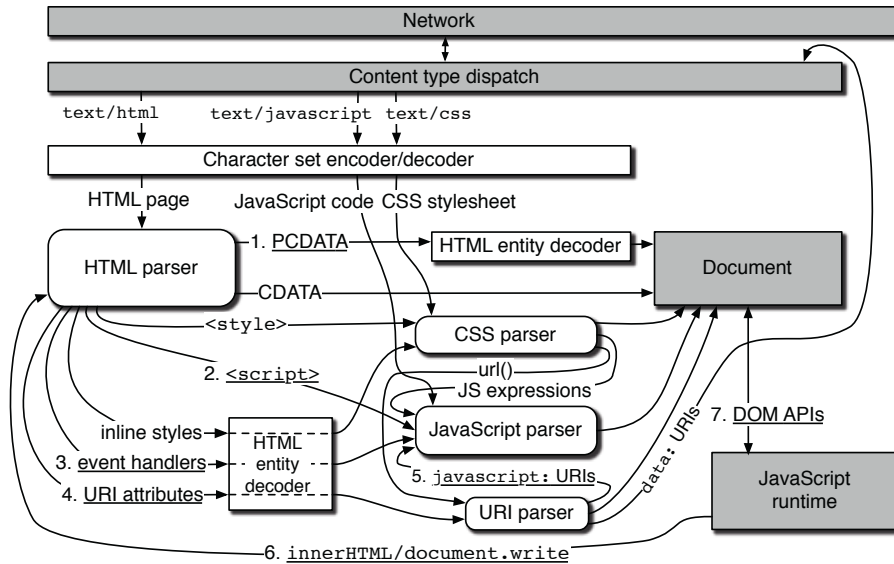 Network
Content type dispatch
text/html
text/javascript
text/css
Character set encoder/decoder
HTML page
JavaScript code
CSS stylesheet
1. PCDATA
HTML entity decoder
HTML parser
Document
CDATA
<style>
CSS parser
url()
2. <script>
JS expressions
JavaScript parser
7. DOM APIs
inline styles
HTML
entity
decoder
3. event handlers
4. URI attributes
5. javascript: URIs
data: URIs
URI parser
JavaScript
runtime
6. innerHTML/document.write